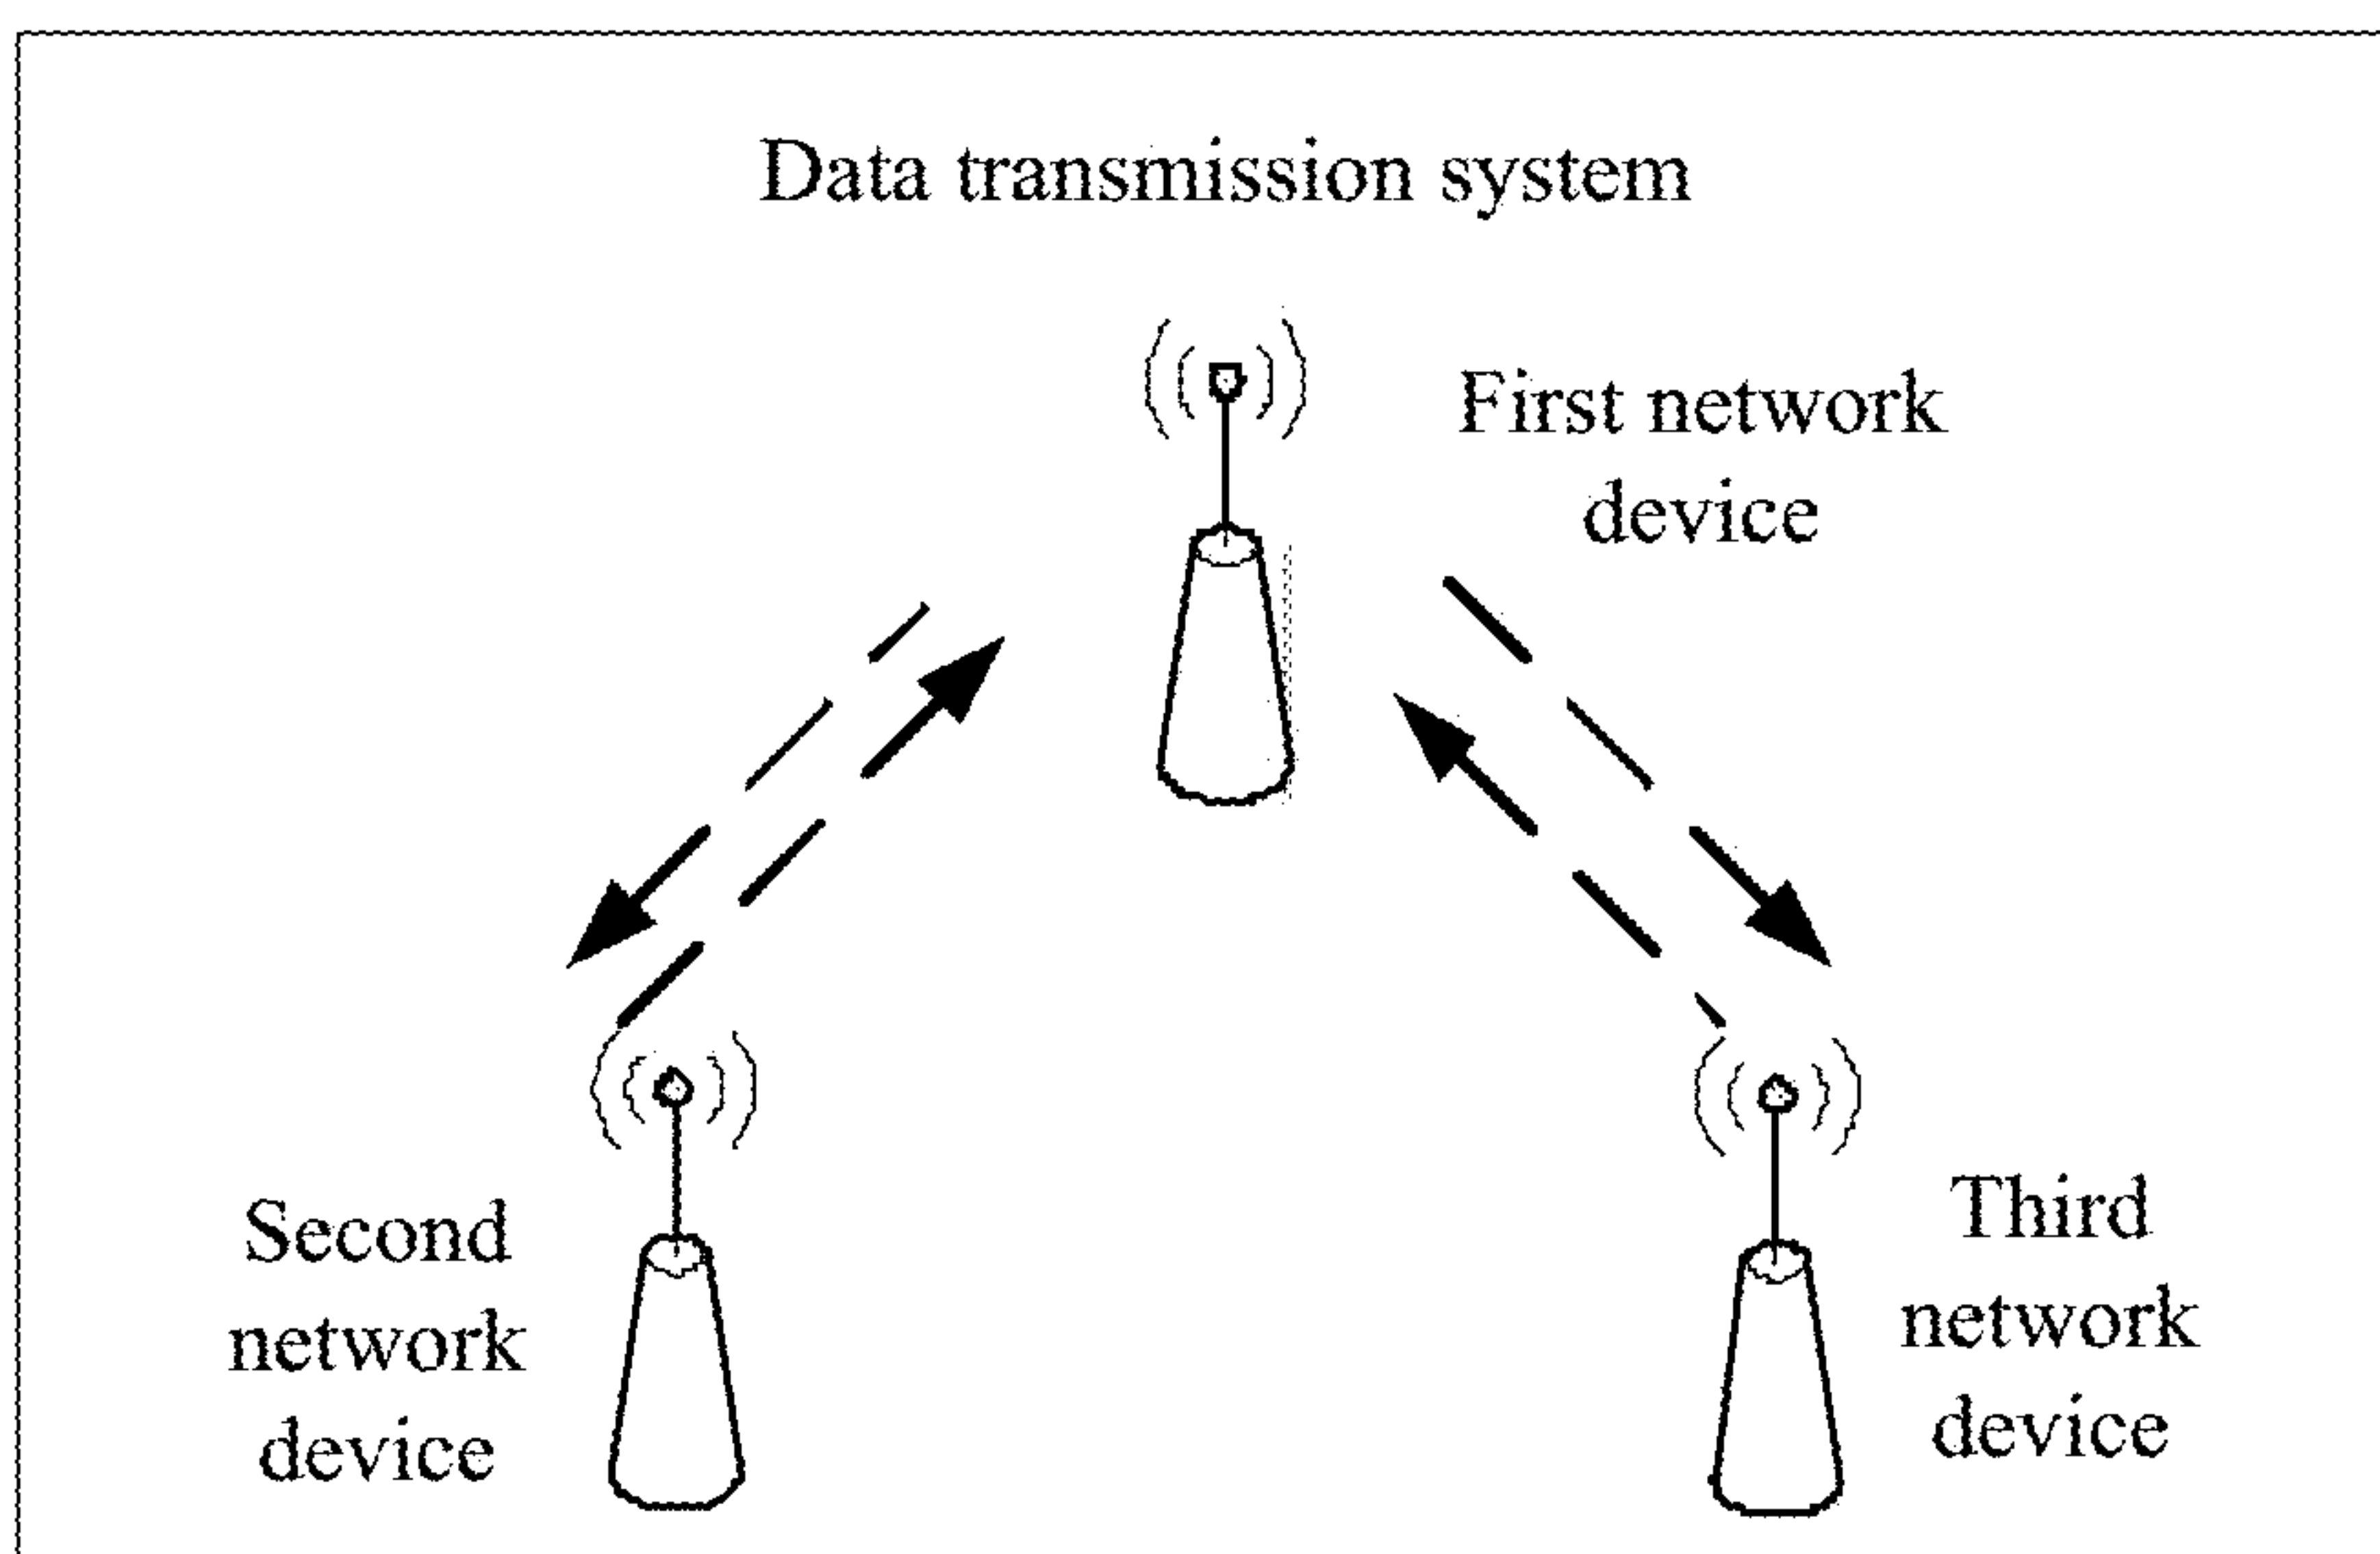 Data transmission system
First network
device
Second
network
device
Third
network
device